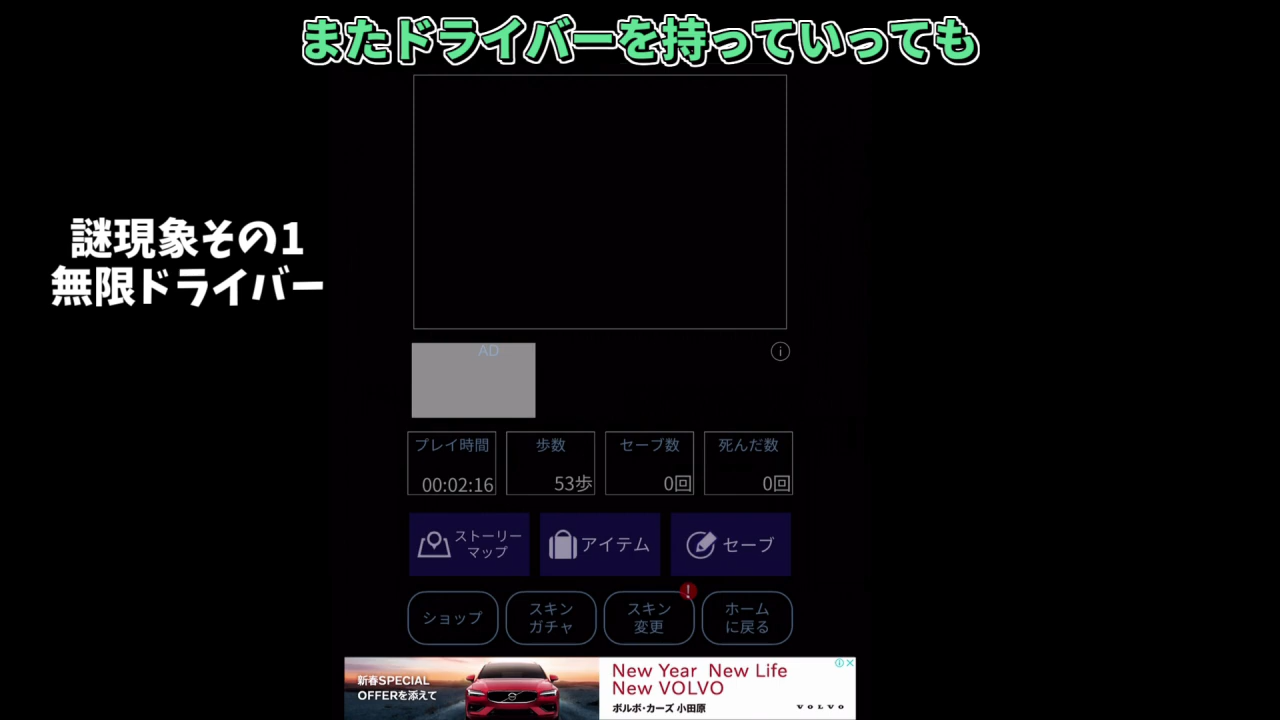 またドライバーを持っていっても
謎現象その1
無限ドライバー
AD
プレイ時間
00:02:16
歩数
53歩
セーブ数
0回
死んだ数
0回
ストーリー
マップ
アイテム
セーブ
ショップ
スキン
ガチャ
スキン
変更
!
ホーム
に戻る
新春SPECIAL
OFFERを添えて
New Year New Life
New VOLVO
ボルボ・カーズ 小田原
VOLVO